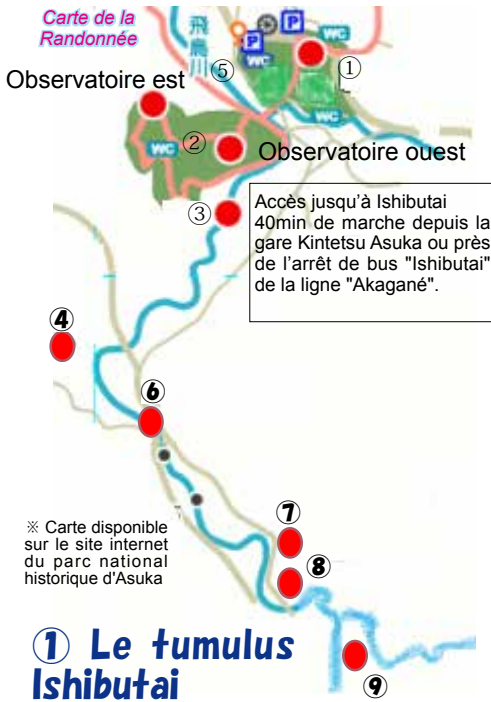 Carte de la
Randonnée
飛鳥川
P
P
WC
①
⑤
Observatoire est
WC
WC
②
Observatoire ouest
③
Accès jusqu'à Ishibutai
40min de marche depuis la
gare Kintetsu Asuka ou près
de l'arrêt de bus "Ishibutai"
de la ligne "Akagané".
④
⑥
※ Carte disponible
sur le site internet
du parc national
historique d'Asuka
⑦
⑧
① Le tumulus
Ishibutai
⑨